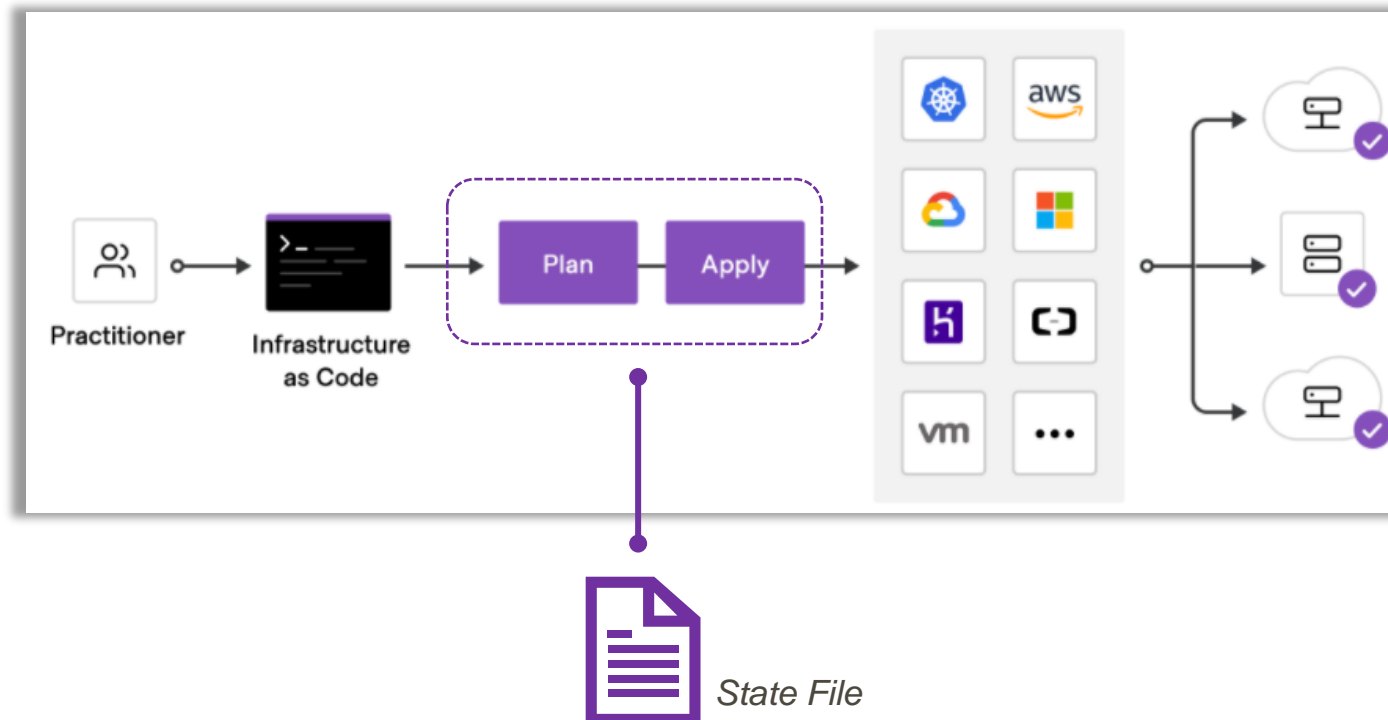 aws
Plan
Apply
Practitioner
Infrastructure
as Code
vm
State File